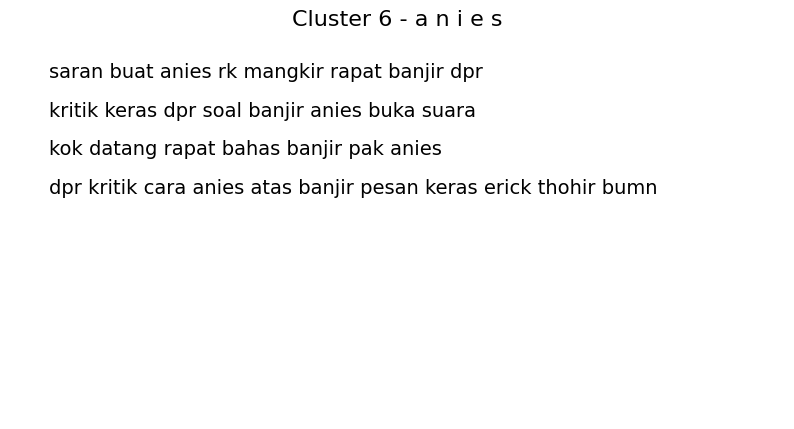 Cluster 6 - a n i e s
saran buat anies rk mangkir rapat banjir dpr
kritik keras dpr soal banjir anies buka suara
kok datang rapat bahas banjir pak anies
dpr kritik cara anies atas banjir pesan keras erick thohir bumn